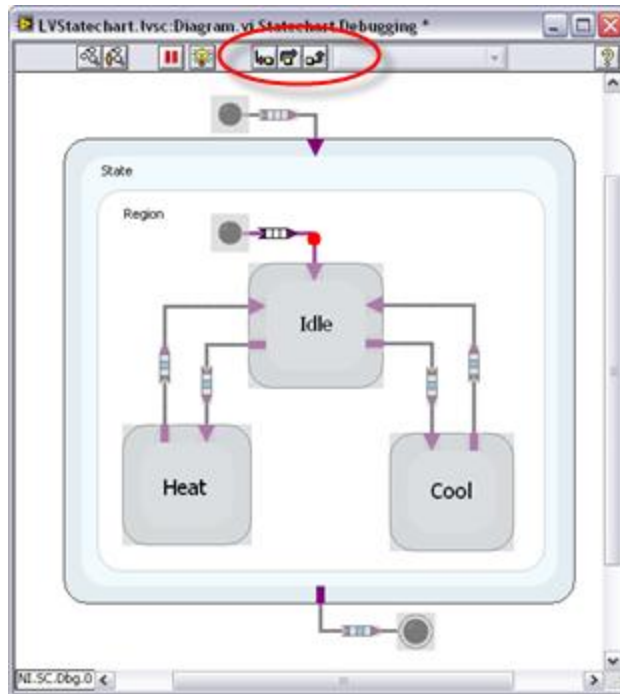 LVStatechart.lvsc:Diagram.vi Statechart Debugging *
State
Region
Idle
Heat
Cool
NI.SC.Dbg.0